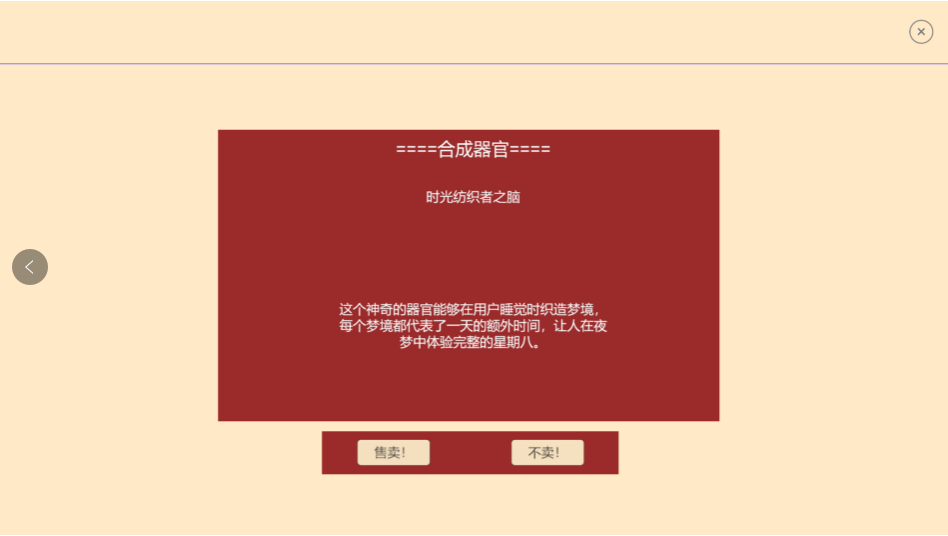 ====合成器官====
时光纺织者之脑
这个神奇的器官能够在用户睡觉时织造梦境，
每个梦境都代表了一天的额外时间，让人在夜
梦中体验完整的星期八。
售卖！
不卖！